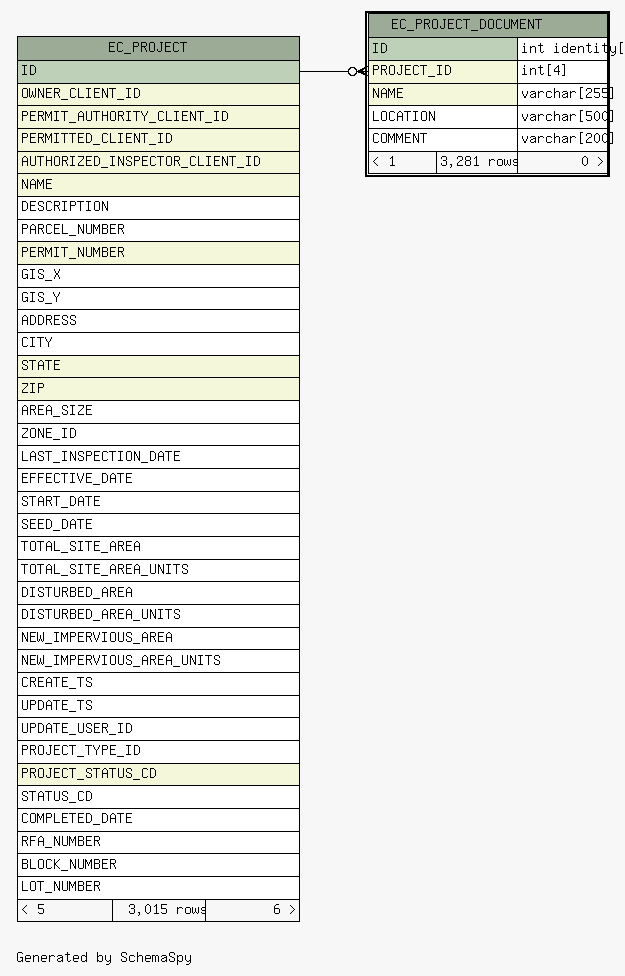 EC_PROJECT
ID
OWNER_CLIENT_ID
PERMIT_AUTHORITY_CLIENT_ID
PERMITTED_CLIENT_ID
AUTHORIZED_INSPECTOR_CLIENT_ID
NAME
DESCRIPTION
PARCEL_NUMBER
PERMIT_NUMBER
GIS_X
GIS_Y
ADDRESS
CITY
STATE
ZIP
AREA_SIZE
ZONE_ID
LAST_INSPECTION_DATE
EFFECTIVE_DATE
START_DATE
SEED_DATE
TOTAL_SITE_AREA
TOTAL_SITE_AREA_UNITS
DISTURBED_AREA
DISTURBED_AREA_UNITS
NEW_IMPERVIOUS_AREA
NEW_IMPERVIOUS_AREA_UNITS
CREATE_TS
UPDATE_TS
UPDATE_USER_ID
PROJECT_TYPE_ID
PROJECT_STATUS_CD
STATUS_CD
COMPLETED_DATE
RFA_NUMBER
BLOCK_NUMBER
LOT_NUMBER
< 5 3,015 rows 6 >
EC_PROJECT_DOCUMENT
ID int identity[
PROJECT_ID int[4]
NAME varchar[255]
LOCATION varchar[500]
COMMENT varchar[200]
< 1 3,281 rows 0 >
Generated by SchemaSpy